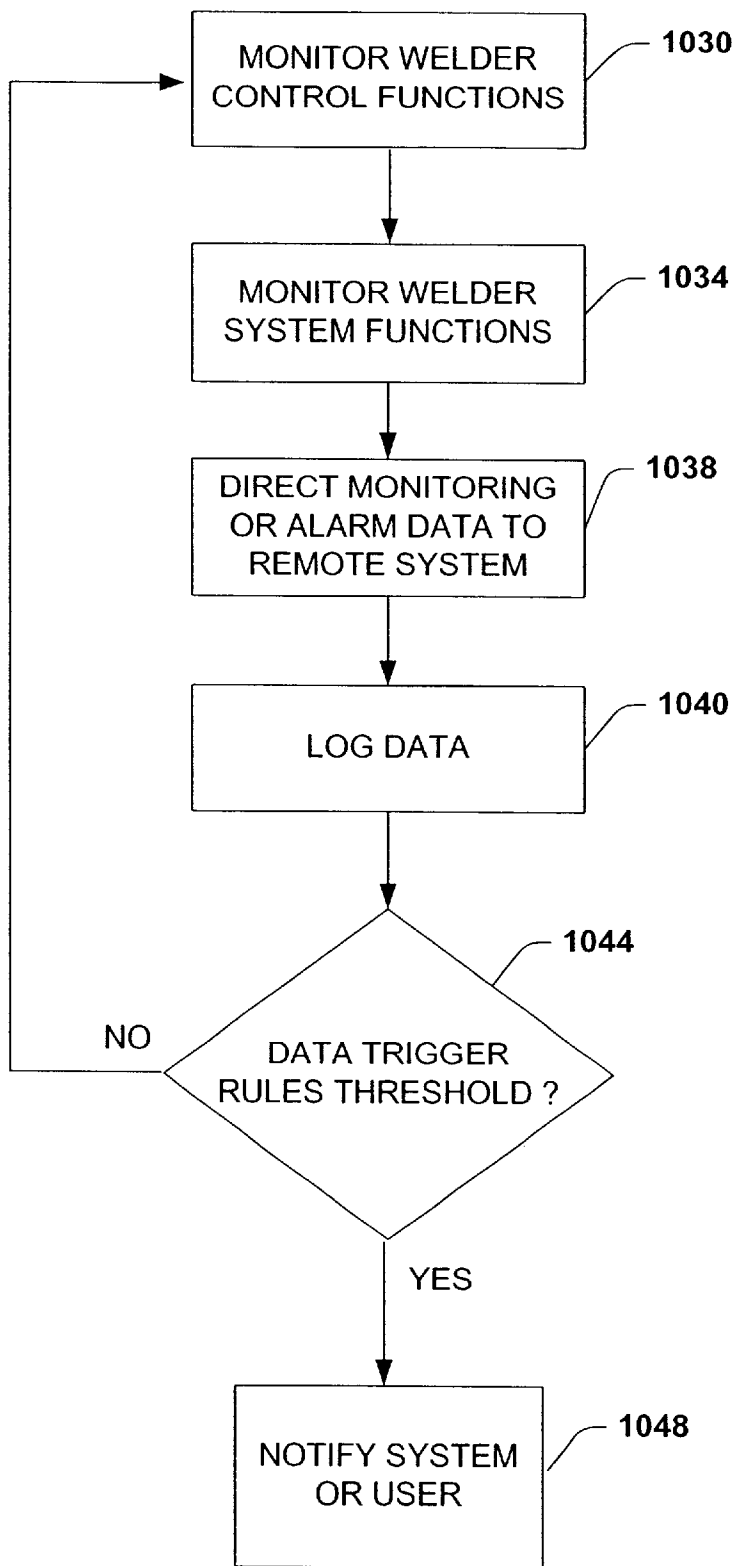 MONITOR WELDER
CONTROL FUNCTIONS
1030
MONITOR WELDER
SYSTEM FUNCTIONS
1034
DIRECT MONITORING
OR ALARM DATA TO
REMOTE SYSTEM
1038
LOG DATA
1040
DATA TRIGGER
RULES THRESHOLD ?
1044
NO
YES
NOTIFY SYSTEM
OR USER
1048